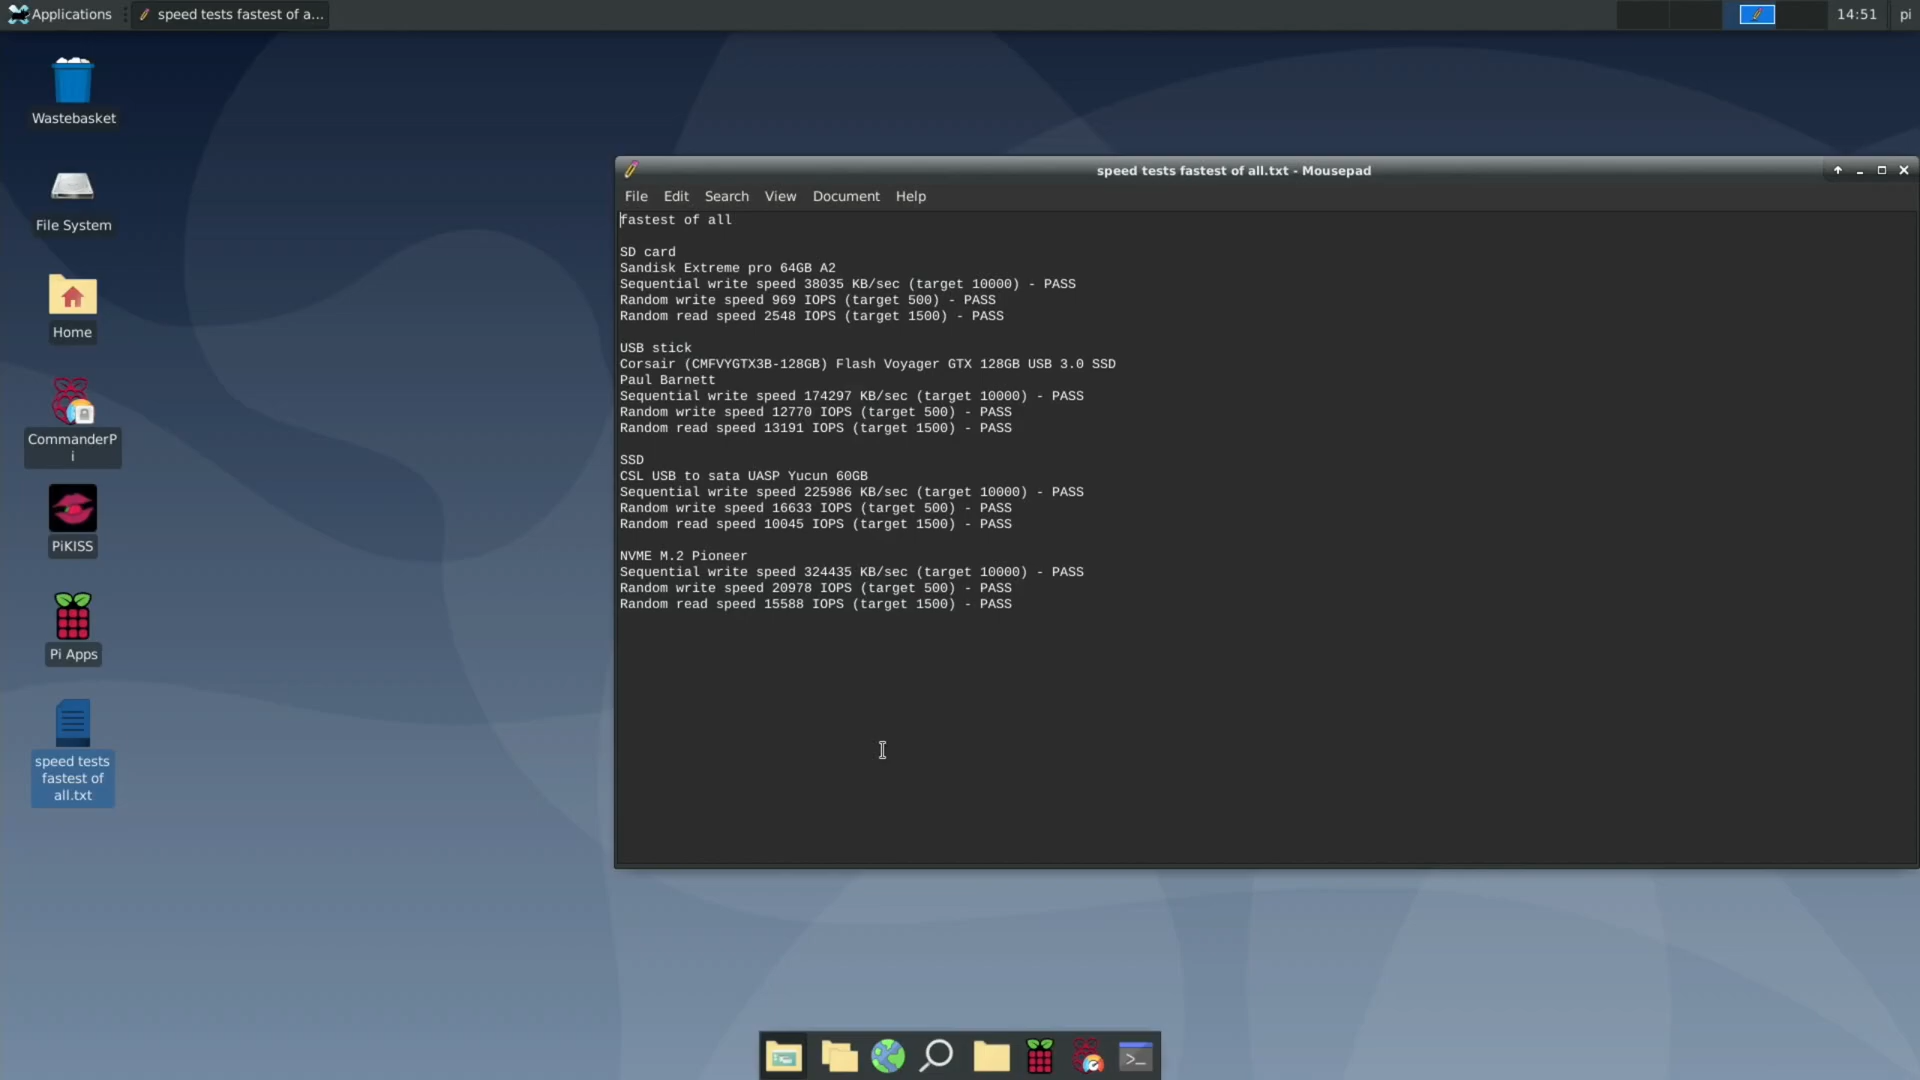 Applications
speed tests fastest of a...
14:51
pi
Wastebasket
File System
Home
CommanderP
i
PiKISS
Pi Apps
speed tests
fastest of
all.txt
speed tests fastest of all.txt - Mousepad
File Edit Search View Document Help
fastest of all
SD card
Sandisk Extreme pro 64GB A2
Sequential write speed 38035 KB/sec (target 10000) - PASS
Random write speed 969 IOPS (target 500) - PASS
Random read speed 2548 IOPS (target 1500) - PASS
USB stick
Corsair (CMFVYGTX3B-128GB) Flash Voyager GTX 128GB USB 3.0 SSD
Paul Barnett
Sequential write speed 174297 KB/sec (target 10000) - PASS
Random write speed 12770 IOPS (target 500) - PASS
Random read speed 13191 IOPS (target 1500) - PASS
SSD
CSL USB to sata UASP Yucun 60GB
Sequential write speed 225986 KB/sec (target 10000) - PASS
Random write speed 16633 IOPS (target 500) - PASS
Random read speed 10045 IOPS (target 1500) - PASS
NVME M.2 Pioneer
Sequential write speed 324435 KB/sec (target 10000) - PASS
Random write speed 20978 IOPS (target 500) - PASS
Random read speed 15588 IOPS (target 1500) - PASS